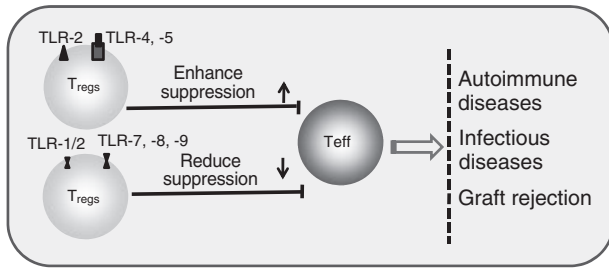 TLR-2 TLR-4, -5
Tregs
Enhance
suppression
TLR-1/2 TLR-7, -8, -9
Tregs
Reduce
suppression
Teff
Autoimmune
diseases
Infectious
diseases
Graft rejection